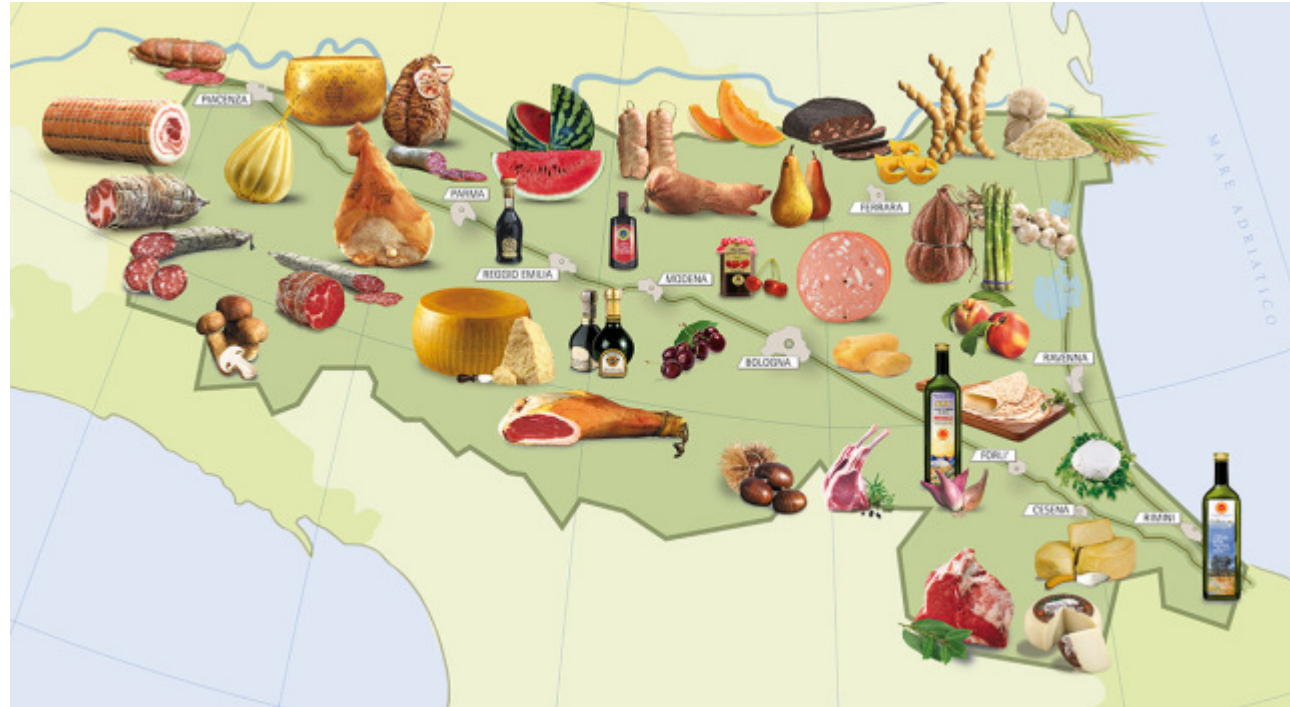 PIACENZA
PARMA
REGGIO EMILIA
MODENA
BOLOGNA
FERRARA
RAVENNA
FORLI'
CESENA
RIMINI
MARE ADRIATICO